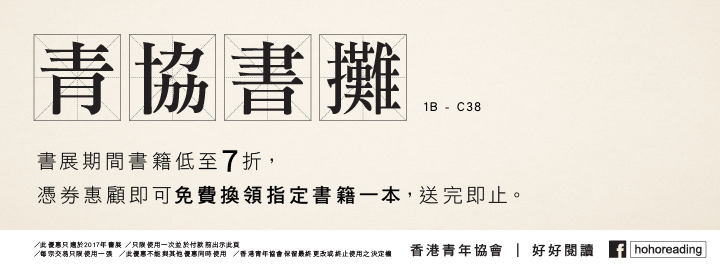 青協書攤
1B - C38
書展期間書籍低至7折，
憑券惠顧即可免費換領指定書籍一本，送完即止。
／此優惠只適於2017年書展 ／只限使用一次並於付款前出示此頁
／每宗交易只限使用一張 ／此優惠不能與其他優惠同時使用 ／香港青年協會保留最終更改或終止使用之決定權
香港青年協會 | 好好閱讀 f hohoreading